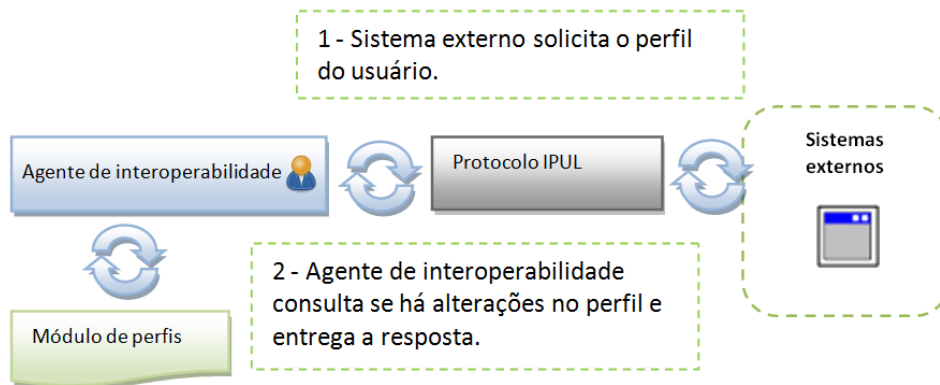 1 - Sistema externo solicita o perfil
do usuário.
Agente de interoperabilidade
Protocolo IPUL
Sistemas
externos
2 - Agente de interoperabilidade
consulta se há alterações no perfil e
entrega a resposta.
Módulo de perfis